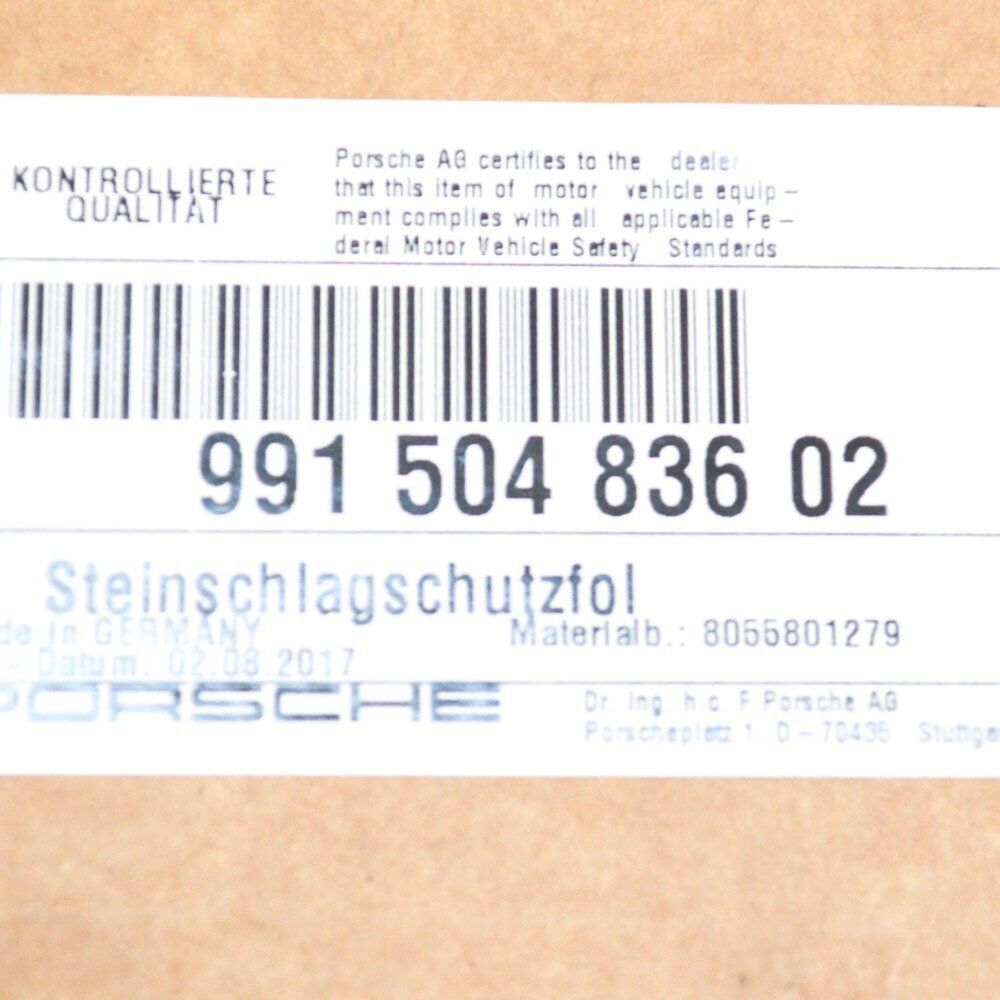 KONTROLLIERTE
QUALITÄT
Porsche AG certifies to the dealer
that this item of motor vehicle equip-
ment complies with all applicable Fe-
deral Motor Vehicle Safety Standards
991 504 836 02
Steinschlagschutzfol
de in GERMANY
Materialb.: 8055801279
- Datum: 02.08.2017
PORSCHE
Dr. Ing. h.c. F. Porsche AG
Porscheplatz 1, D-70435 Stuttga